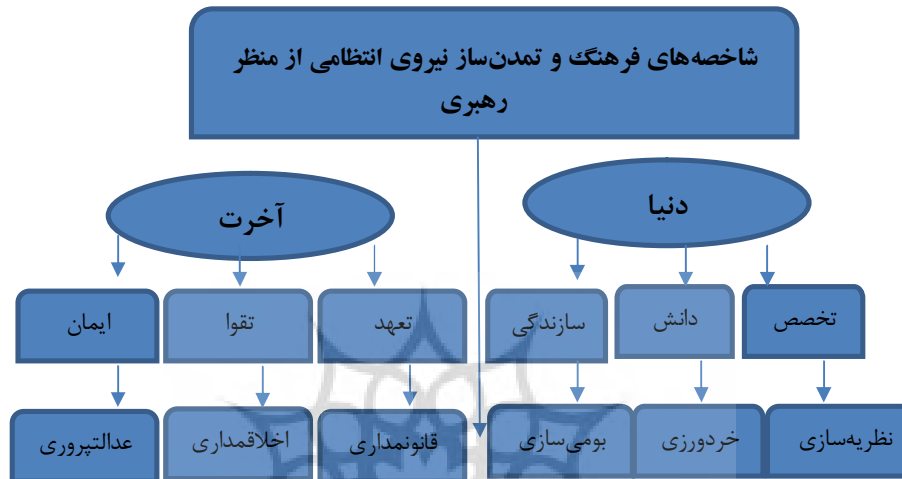 شاخصه‌های فرهنگ و تمدن‌ساز نیروی انتظامی از منظر
رهبری
دنیا
آخرت
تخصص
دانش
سازندگی
تعهد
تقوا
ایمان
نظریه‌سازی
خردورزی
بومی‌سازی
قانونمداری
اخلاقمداری
عدالتپروری